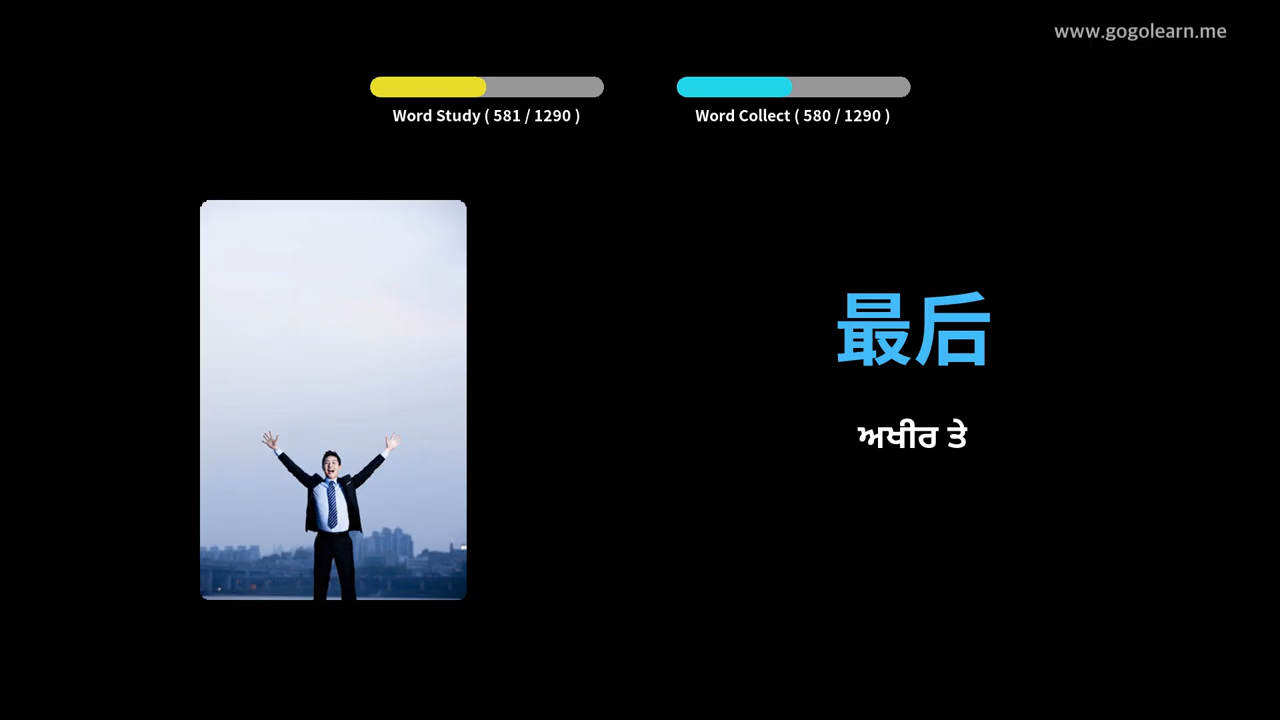 www.gogolearn.me
Word Study ( 581 / 1290 )
Word Collect ( 580 / 1290 )
最后
ਅਖੀਰ ਤੇ